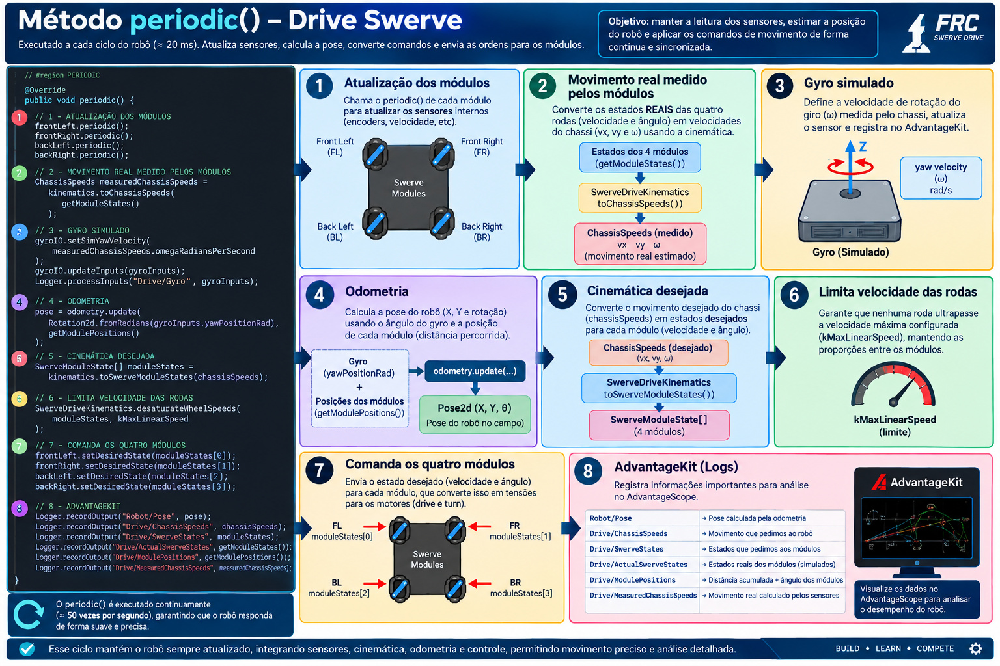 Método periodic() – Drive Swerve
Executado a cada ciclo do robô (≈ 20 ms). Atualiza sensores, calcula a pose, converte comandos e envia as ordens para os módulos.
Objetivo: manter a leitura dos sensores, estimar a posição
do robô e aplicar os comandos de movimento de forma
contínua e sincronizada.
FRC
SWERVE DRIVE
// #region PERIODIC
@Override
public void periodic() {
1
// 1 - ATUALIZAÇÃO DOS MÓDULOS
frontLeft.periodic();
frontRight.periodic();
backLeft.periodic();
backRight.periodic();
2
// 2 - MOVIMENTO REAL MEDIDO PELOS MÓDULOS
ChassisSpeeds measuredChassisSpeeds =
kinematics.toChassisSpeeds(
getModuleStates()
);
3
// 3 - GYRO SIMULADO
gyroIO.setSimYawVelocity(
measuredChassisSpeeds.omegaRadiansPerSecond
);
gyroIO.updateInputs(gyroInputs);
Logger.processInputs("Drive/Gyro", gyroInputs);
4
// 4 - ODOMETRIA
pose = odometry.update(
Rotation2d.fromRadians(gyroInputs.yawPositionRad),
getModulePositions()
);
5
// 5 - CINEMÁTICA DESEJADA
SwerveModuleState[] moduleStates =
kinematics.toSwerveModuleStates(chassisSpeeds);
6
// 6 - LIMITA VELOCIDADE DAS RODAS
SwerveDriveKinematics.desaturateWheelSpeeds(
moduleStates, kMaxLinearSpeed
);
7
// 7 - COMANDA OS QUATRO MÓDULOS
frontLeft.setDesiredState(moduleStates[0]);
frontRight.setDesiredState(moduleStates[1]);
backLeft.setDesiredState(moduleStates[2];
backRight.setDesiredState(moduleStates[3]);
8
// 8 - ADVANTAGEKIT
Logger.recordOutput("Robot/Pose", pose);
Logger.recordOutput("Drive/ChassisSpeeds", chassisSpeeds);
Logger.recordOutput("Drive/SwerveStates", moduleStates);
Logger.recordOutput("Drive/ActualSwerveStates", getModuleStates());
Logger.recordOutput("Drive/ModulePositions", getModulePositions());
Logger.recordOutput("Drive/MeasuredChassisSpeeds", measuredChassisSpeeds);
}
O periodic() é executado continuamente
(≈ 50 vezes por segundo), garantindo que o robô responda
de forma suave e precisa.
1
Atualização dos módulos
Chama o periodic() de cada módulo
para atualizar os sensores internos
(encoders, velocidade, etc).
Front Left
(FL)
Front Right
(FR)
Swerve
Modules
Back Left
(BL)
Back Right
(BR)
2
Movimento real medido
pelos módulos
Converte os estados REAIS das quatro
rodas (velocidade e ângulo) em velocidades
do chassi (vx, vy e ω) usando a cinemática.
Estados dos 4 módulos
(getModuleStates())
SwerveDriveKinematics
toChassisSpeeds())
ChassisSpeeds (medido)
vx vy ω
(movimento real estimado)
3
Gyro simulado
Define a velocidade de rotação do
giro (ω) medida pelo chassi, atualiza
o sensor e registra no AdvantageKit.
Z
yaw velocity
(ω)
rad/s
Gyro (Simulado)
4
Odometria
Calcula a pose do robô (X, Y e rotação)
usando o ângulo do gyro e a posição
de cada módulo (distância percorrida).
Gyro
(yawPositionRad)
+
Posições dos módulos
(getModulePositions())
odometry.update(...)
Pose2d (X, Y, θ)
Pose do robô no campo)
5
Cinemática desejada
Converte o movimento desejado do chassi
(chassiSpeeds) em estados desejados
para cada módulo (velocidade e ângulo).
ChassisSpeeds (desejado)
(vx, vy, ω)
SwerveDriveKinematics
toSwerveModuleStates())
SwerveModuleState[]
(4 módulos)
6
Limita velocidade das rodas
Garante que nenhuma roda ultrapasse
a velocidade máxima configurada
(kMaxLinearSpeed), mantendo as
proporções entre os módulos.
kMaxLinearSpeed
(limite)
7
Comanda os quatro módulos
Envia o estado desejado (velocidade e ângulo)
para cada módulo, que converte isso em tensões
para os motores (drive e turn).
FL
moduleStates[0]
FR
moduleStates[1]
Swerve
Modules
BL
moduleStates[2]
BR
moduleStates[3]
8
AdvantageKit (Logs)
Registra informações importantes para análise
no AdvantageScope.
Robot/Pose → Pose calculada pela odometria
Drive/ChassisSpeeds → Movimento que pedimos ao robô
Drive/SwerveStates → Estados que pedimos aos módulos
Drive/ActualSwerveStates → Estados reais dos módulos (simulados)
Drive/ModulePositions → Distância acumulada + ângulo dos módulos
Drive/MeasuredChassisSpeeds → Movimento real calculado pelos sensores
AdvantageKit
Visualize os dados no
AdvantageScope para analisar
o desempenho do robô.
Esse ciclo mantém o robô sempre atualizado, integrando sensores, cinemática, odometria e controle, permitindo movimento preciso e análise detalhada.
BUILD • LEARN • COMPETE